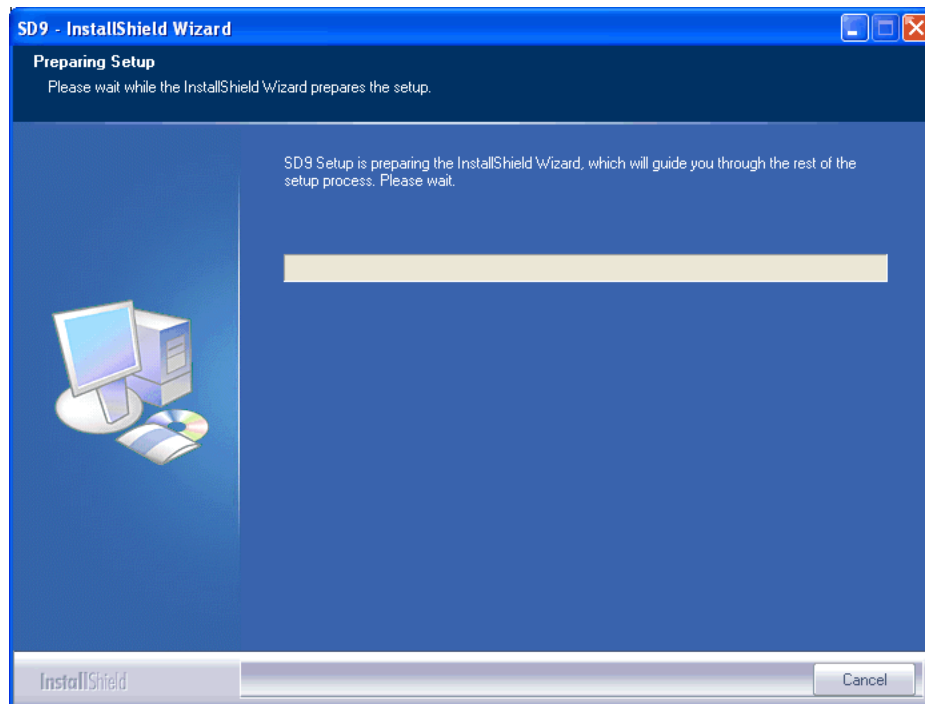 SD9 - InstallShield Wizard
Preparing Setup
Please wait while the InstallShield Wizard prepares the setup.
SD9 Setup is preparing the InstallShield Wizard, which will guide you through the rest of the
setup process. Please wait.
InstallShield
Cancel